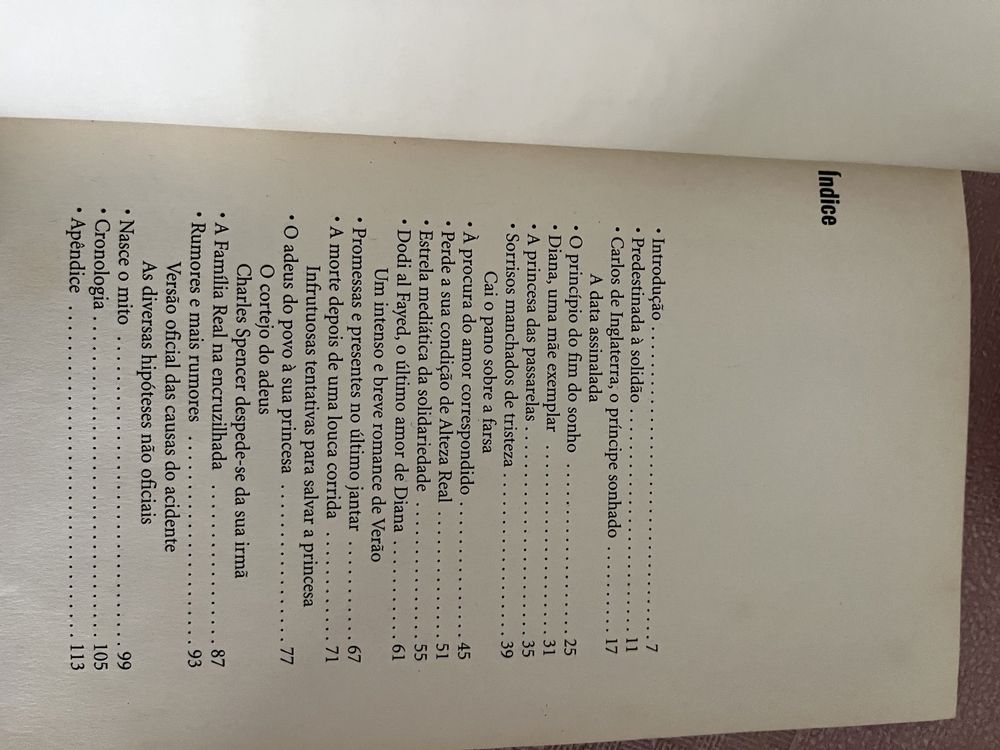 Índice
• Introdução . . . . . . . . . . . . . . . . . . . . . . . . . . . . . . 7
• Predestinada à solidão . . . . . . . . . . . . . . . . . . . . . 11
• Carlos de Inglaterra, o príncipe sonhado . . . . . . . . 17
A data assinalada
• O princípio do fim do sonho . . . . . . . . . . . . . . . . . 25
• Diana, uma mãe exemplar . . . . . . . . . . . . . . . . . . 31
• A princesa das passarelas . . . . . . . . . . . . . . . . . . . 35
• Sorrisos manchados de tristeza . . . . . . . . . . . . . . . 39
Cai o pano sobre a farsa
• À procura do amor correspondido . . . . . . . . . . . . . 45
• Perde a sua condição de Alteza Real . . . . . . . . . . . 51
• Estrela mediática da solidariedade . . . . . . . . . . . . . 55
• Dodi al Fayed, o último amor de Diana . . . . . . . . . 61
Um intenso e breve romance de Verão
• Promessas e presentes no último jantar . . . . . . . . . 67
• A morte depois de uma louca corrida . . . . . . . . . . . 71
Infrutuosas tentativas para salvar a princesa
• O adeus do povo à sua princesa . . . . . . . . . . . . . . 77
O cortejo do adeus
Charles Spencer despede-se da sua irmã
• A Família Real na encruzilhada . . . . . . . . . . . . . . . 87
• Rumores e mais rumores . . . . . . . . . . . . . . . . . . . 93
Versão oficial das causas do acidente
As diversas hipóteses não oficiais
• Nasce o mito . . . . . . . . . . . . . . . . . . . . . . . . . . . 99
• Cronologia . . . . . . . . . . . . . . . . . . . . . . . . . . . . 105
• Apêndice . . . . . . . . . . . . . . . . . . . . . . . . . . . . . 113